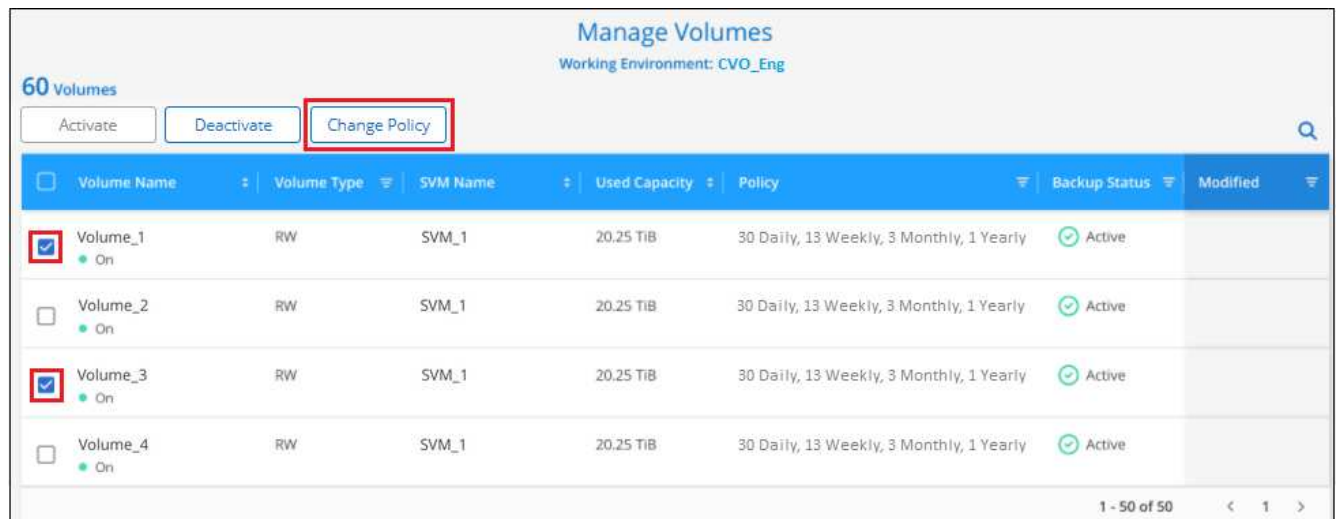 Manage Volumes
Working Environment: CVO_Eng
60 Volumes
Activate Deactivate Change Policy
Volume Name Volume Type SVM Name Used Capacity Policy Backup Status Modified
Volume_1 RW SVM_1 20.25 TiB 30 Daily, 13 Weekly, 3 Monthly, 1 Yearly Active
On
Volume_2 RW SVM_1 20.25 TiB 30 Daily, 13 Weekly, 3 Monthly, 1 Yearly Active
On
Volume_3 RW SVM_1 20.25 TiB 30 Daily, 13 Weekly, 3 Monthly, 1 Yearly Active
On
Volume_4 RW SVM_1 20.25 TiB 30 Daily, 13 Weekly, 3 Monthly, 1 Yearly Active
On
1 - 50 of 50 < 1 >